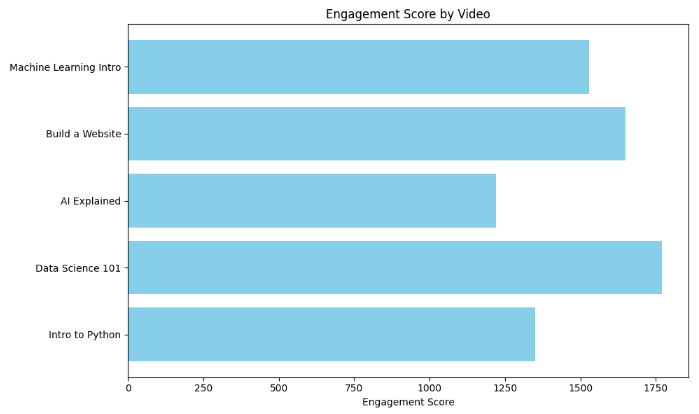 Engagement Score by Video
Machine Learning Intro
Build a Website
AI Explained
Data Science 101
Intro to Python
0 250 500 750 1000 1250 1500 1750
Engagement Score